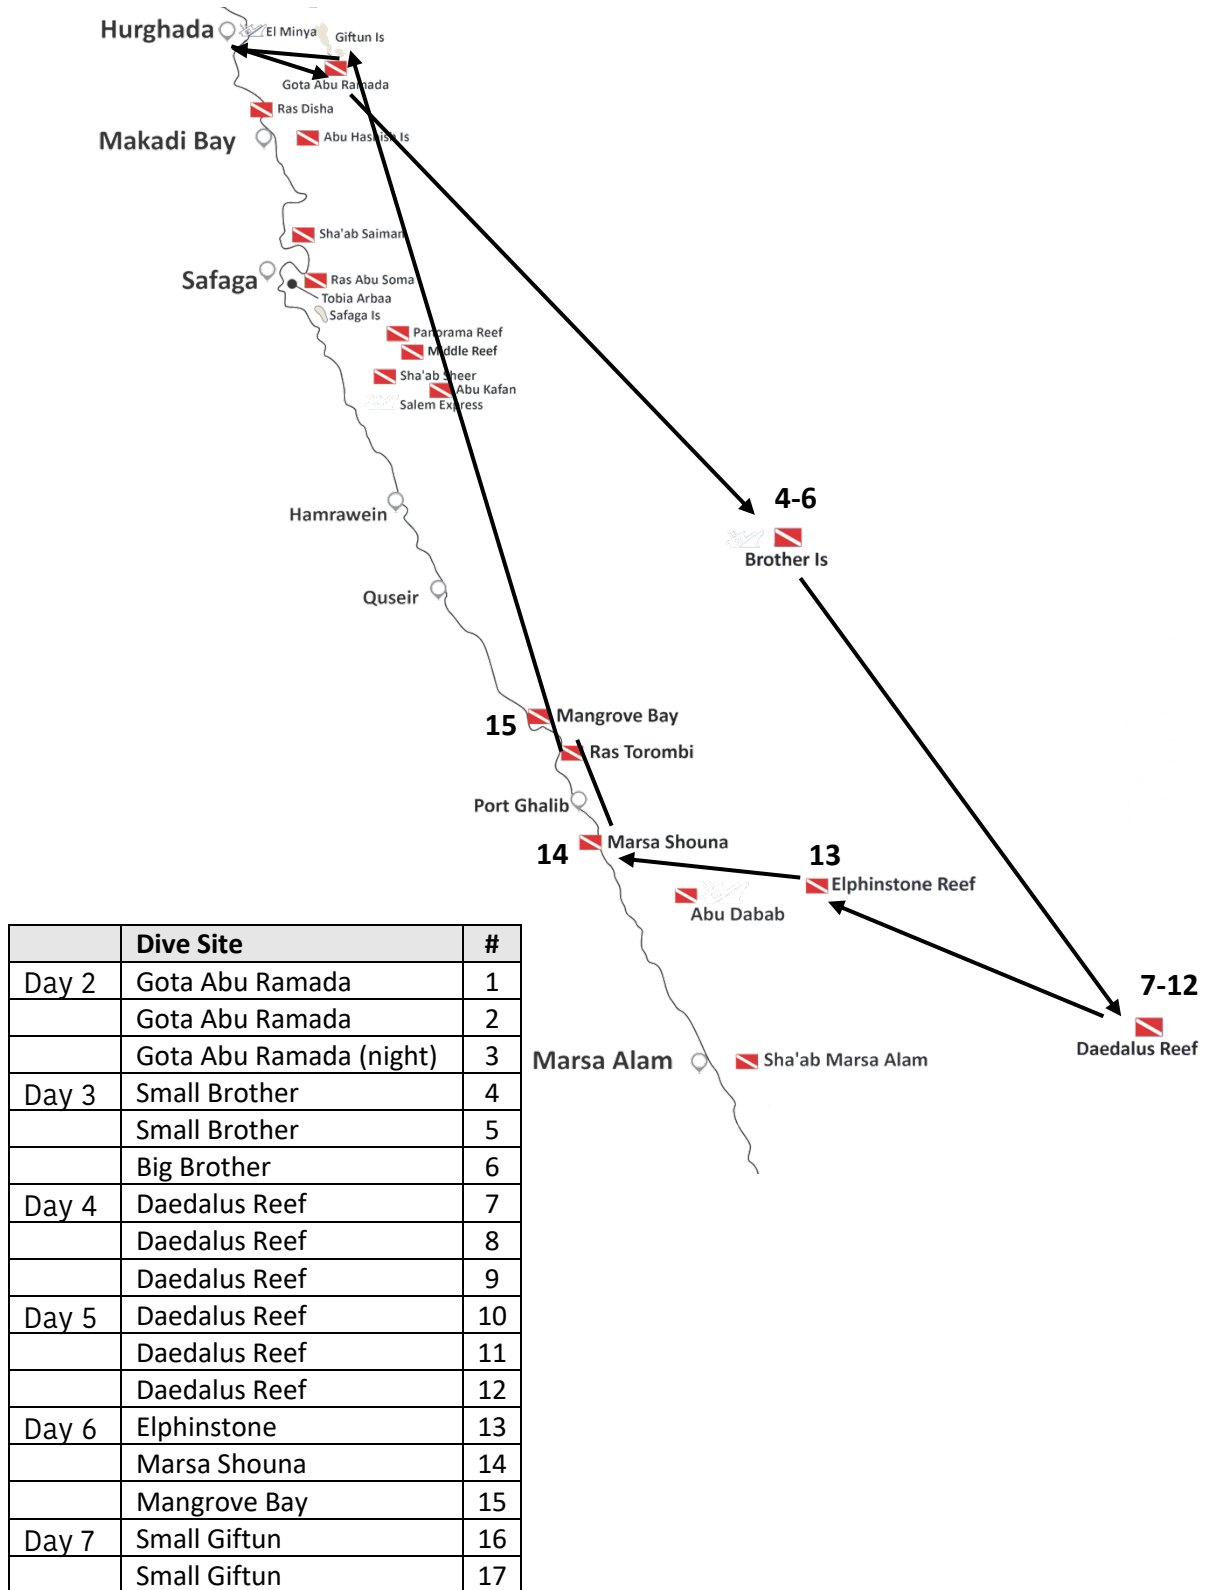 Hurghada
El Minya
Giftun Is
Gota Abu Ramada
Ras Disha
Makadi Bay
Abu Hashish Is
Sha'ab Saiman
Safaga
Ras Abu Soma
Tobia Arbaa
Safaga Is
Panorama Reef
Middle Reef
Sha'ab Sheer
Abu Kafan
Salem Express
4-6
Hamrawein
Brother Is
Quseir
15
Mangrove Bay
Ras Torombi
Port Ghalib
14
Marsa Shouna
13
Elphinstone Reef
Abu Dabab
7-12
Daedalus Reef
Marsa Alam
Sha'ab Marsa Alam
Dive Site #
Day 2 Gota Abu Ramada 1
Gota Abu Ramada 2
Gota Abu Ramada (night) 3
Day 3 Small Brother 4
Small Brother 5
Big Brother 6
Day 4 Daedalus Reef 7
Daedalus Reef 8
Daedalus Reef 9
Day 5 Daedalus Reef 10
Daedalus Reef 11
Daedalus Reef 12
Day 6 Elphinstone 13
Marsa Shouna 14
Mangrove Bay 15
Day 7 Small Giftun 16
Small Giftun 17